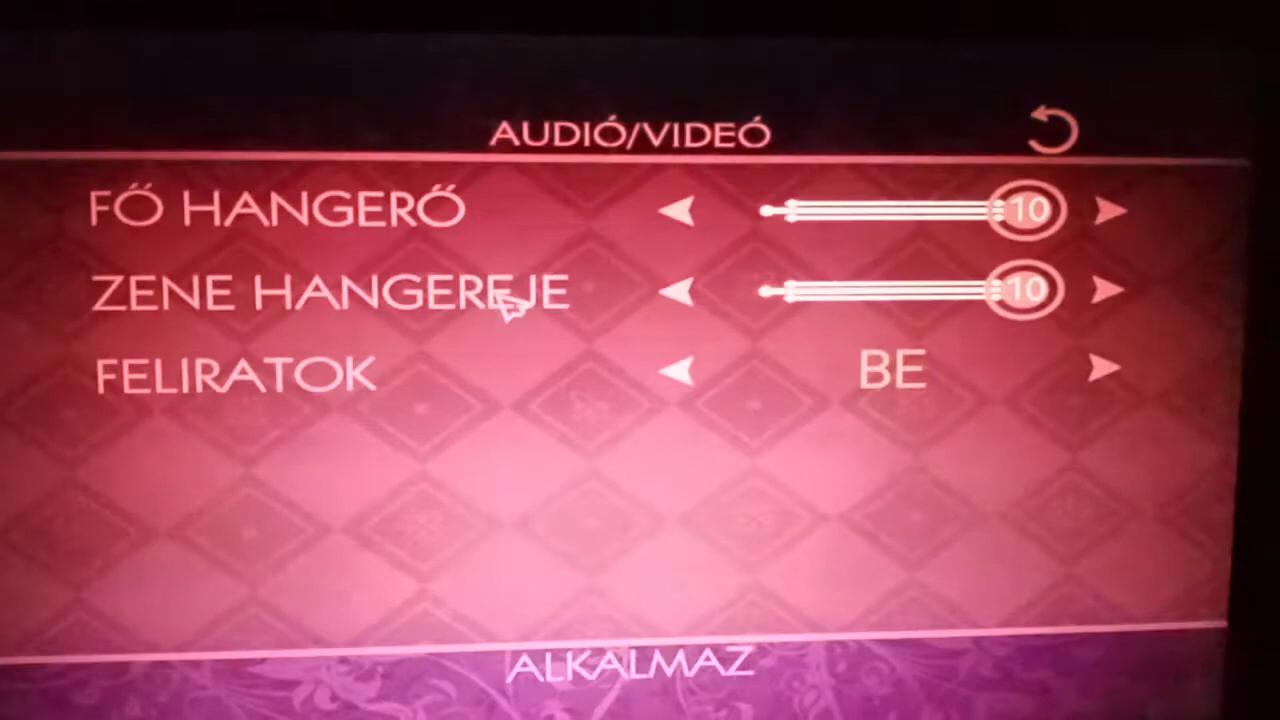 AUDIÓ/VIDEÓ
FŐ HANGERŐ 10
ZENE HANGEREJE 10
FELIRATOK BE
ALKALMAZ